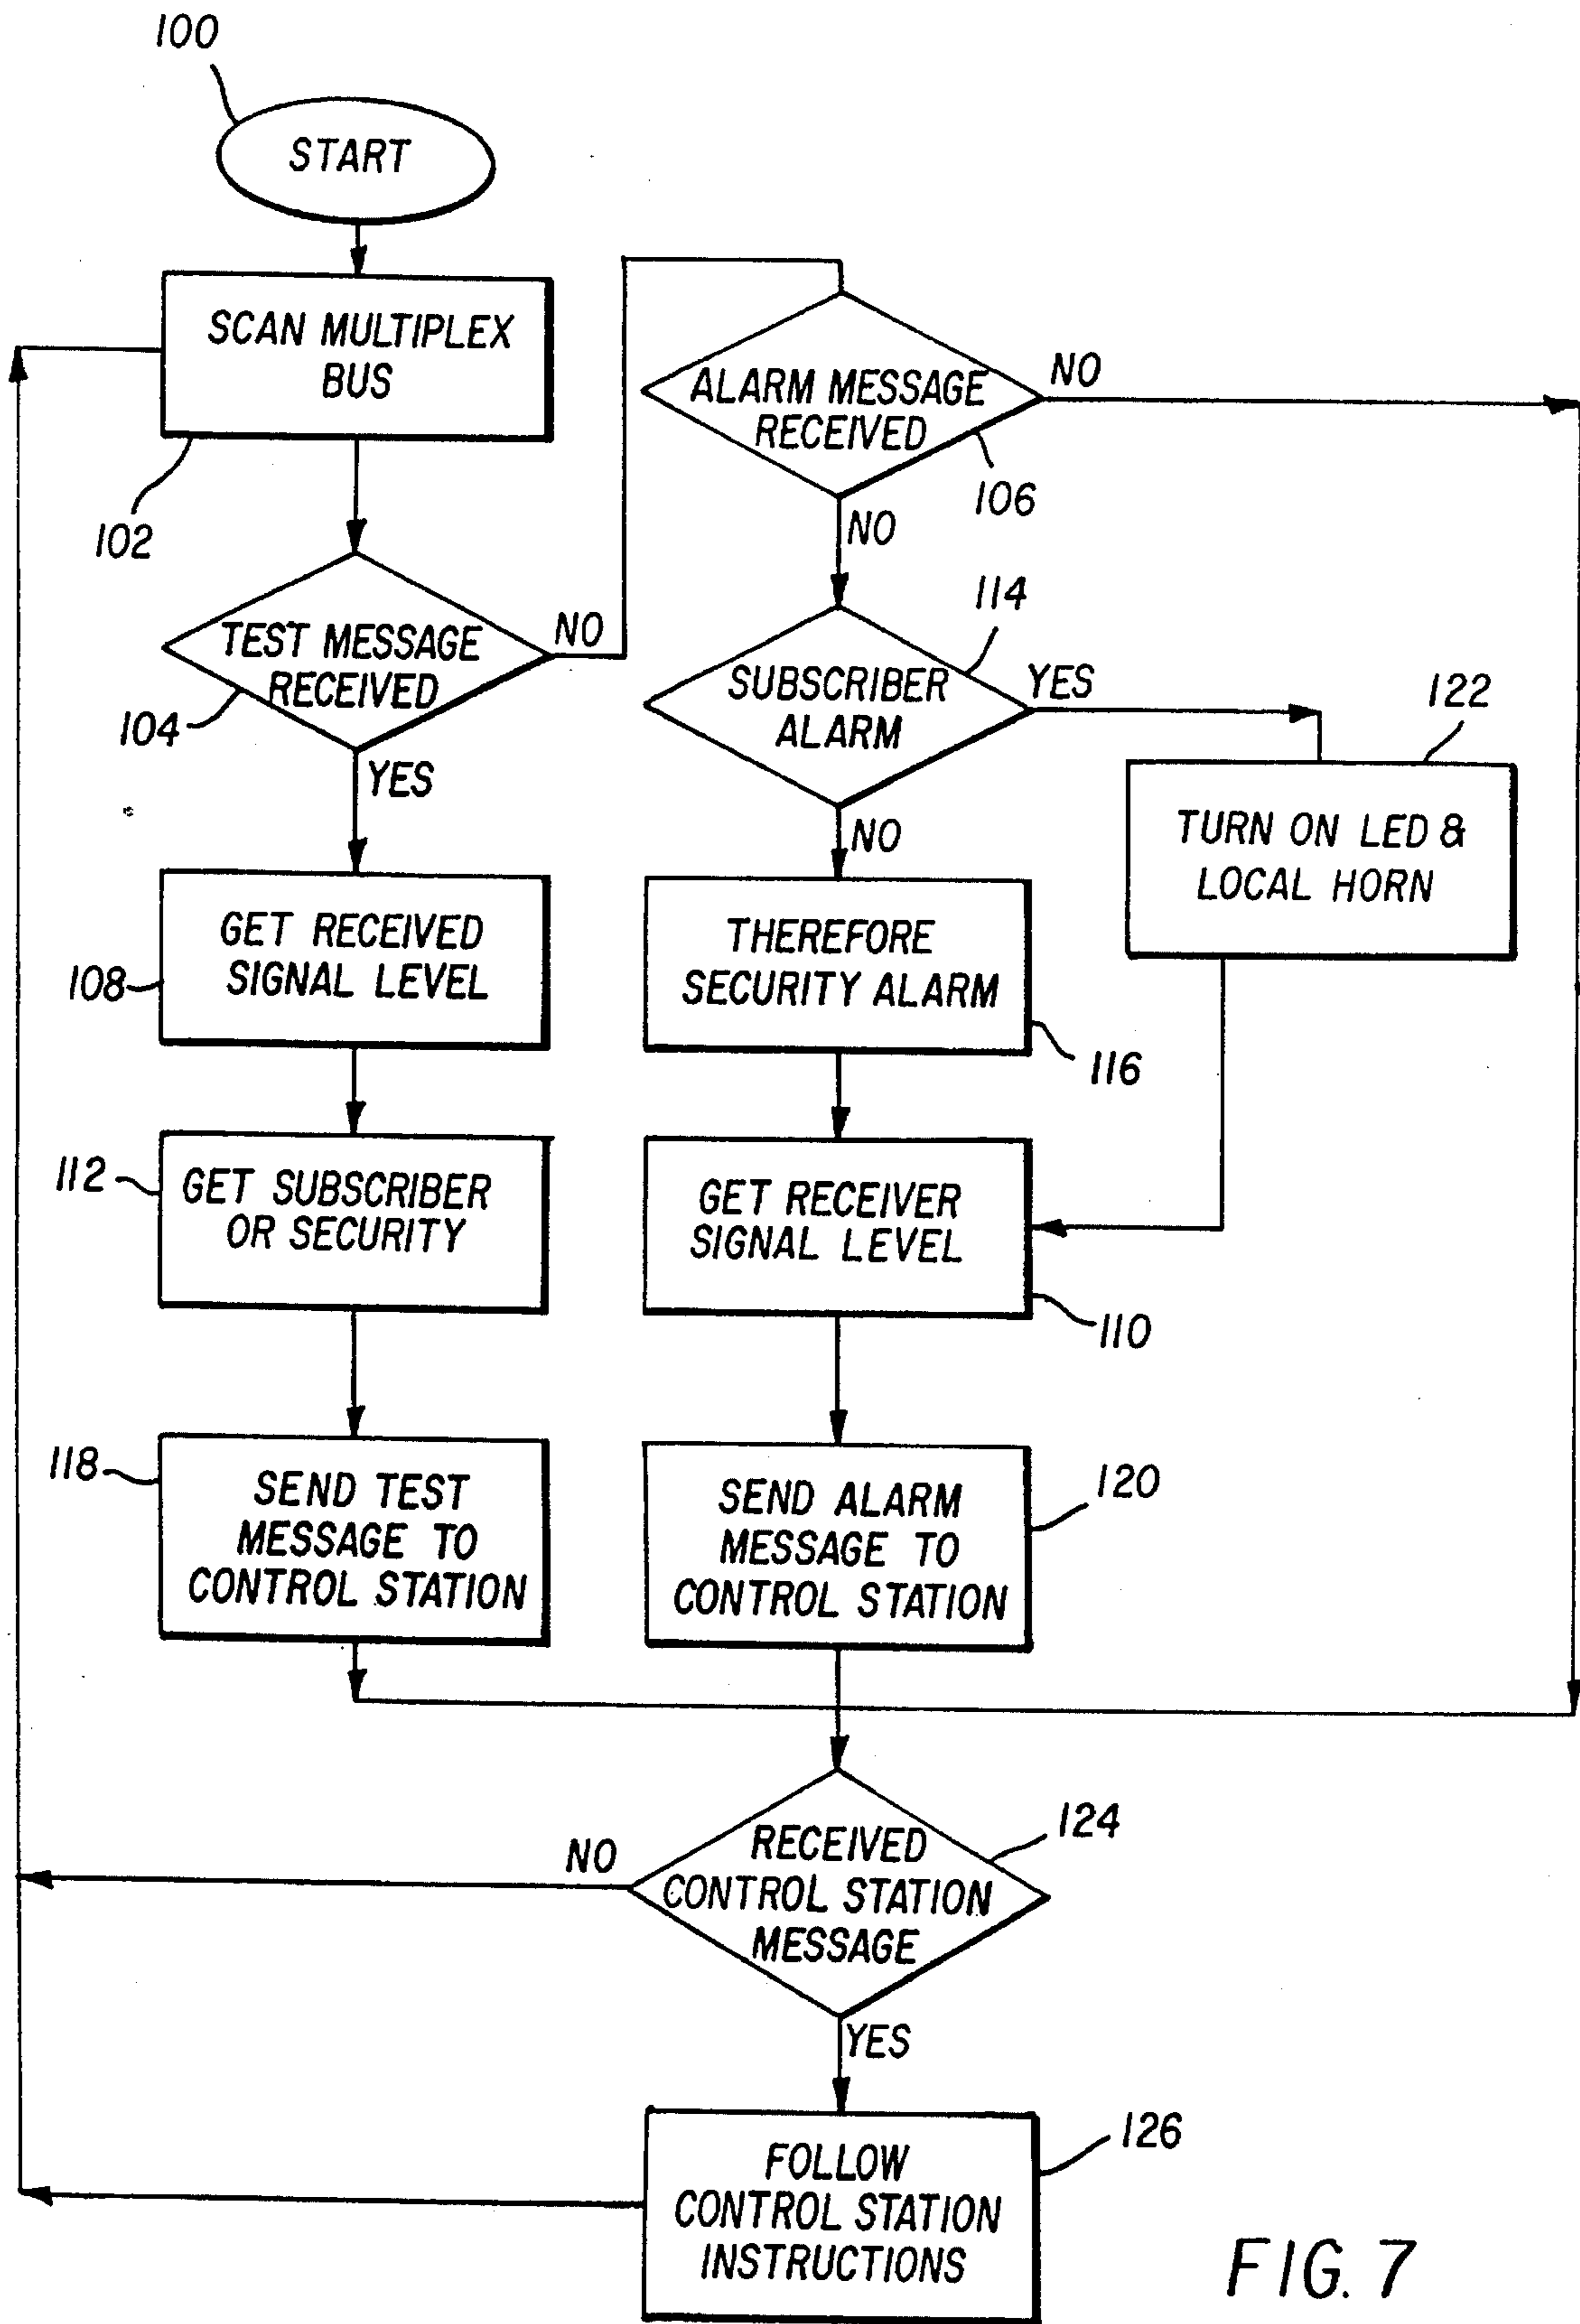 100
START
SCAN MULTIPLEX
BUS
102
TEST MESSAGE
RECEIVED
104
NO
YES
GET RECEIVED
SIGNAL LEVEL
108
GET SUBSCRIBER
OR SECURITY
112
SEND TEST
MESSAGE TO
CONTROL STATION
118
ALARM MESSAGE
RECEIVED
106
NO
NO
SUBSCRIBER
ALARM
114
YES
NO
TURN ON LED &
LOCAL HORN
122
THEREFORE
SECURITY ALARM
116
GET RECEIVER
SIGNAL LEVEL
110
SEND ALARM
MESSAGE TO
CONTROL STATION
120
RECEIVED
CONTROL STATION
MESSAGE
124
NO
YES
FOLLOW
CONTROL STATION
INSTRUCTIONS
126
FIG. 7